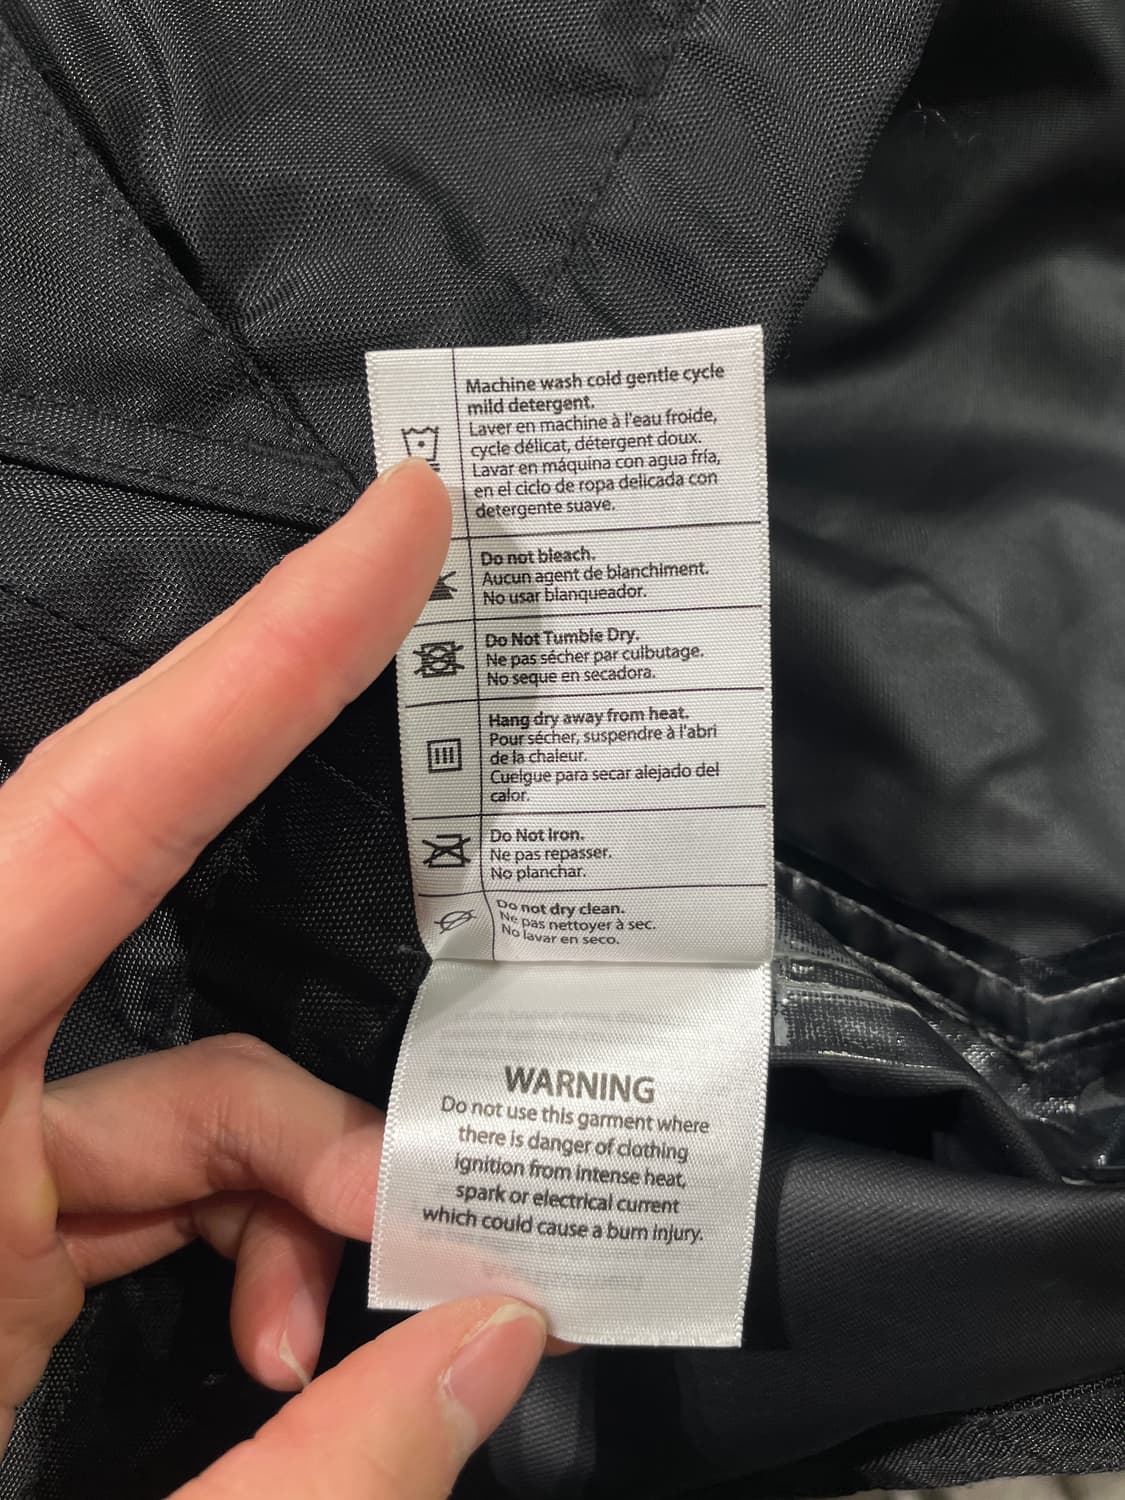 Machine wash cold gentle cycle
mild detergent.
Laver en machine à l'eau froide,
cycle délicat, détergent doux.
Lavar en máquina con agua fría,
en el ciclo de ropa delicada con
detergente suave.
Do not bleach.
Aucun agent de blanchiment.
No usar blanqueador.
Do Not Tumble Dry.
Ne pas sécher par culbutage.
No seque en secadora.
Hang dry away from heat.
Pour sécher, suspendre à l'abri
de la chaleur.
Cuelgue para secar alejado del
calor.
Do Not Iron.
Ne pas repasser.
No planchar.
Do not dry clean.
Ne pas nettoyer à sec.
No lavar en seco.
WARNING
Do not use this garment where
there is danger of clothing
ignition from intense heat,
spark or electrical current
which could cause a burn injury.